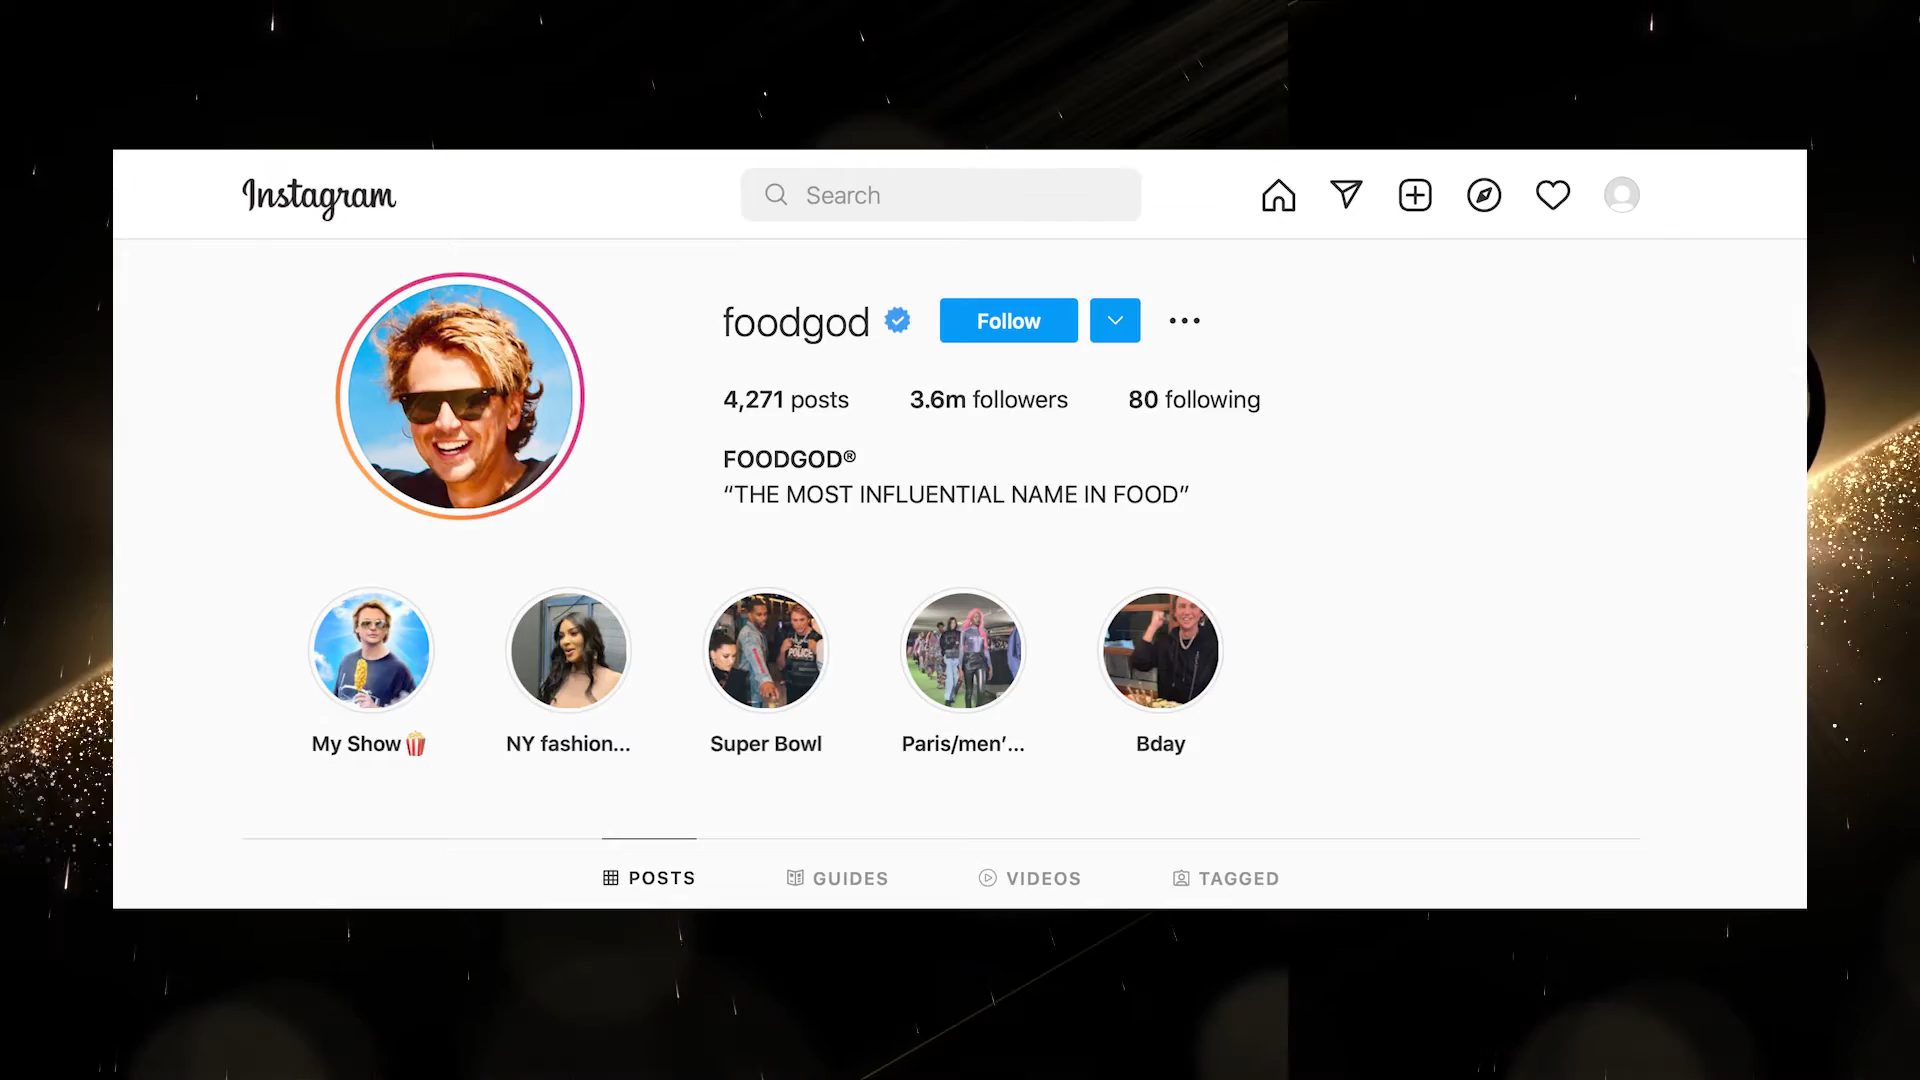 Instagram
Search
foodgod
Follow
4,271 posts 3.6m followers 80 following
FOODGOD®
“THE MOST INFLUENTIAL NAME IN FOOD”
POLICE
My Show🍿 NY fashion... Super Bowl Paris/men’... Bday
POSTS GUIDES VIDEOS TAGGED